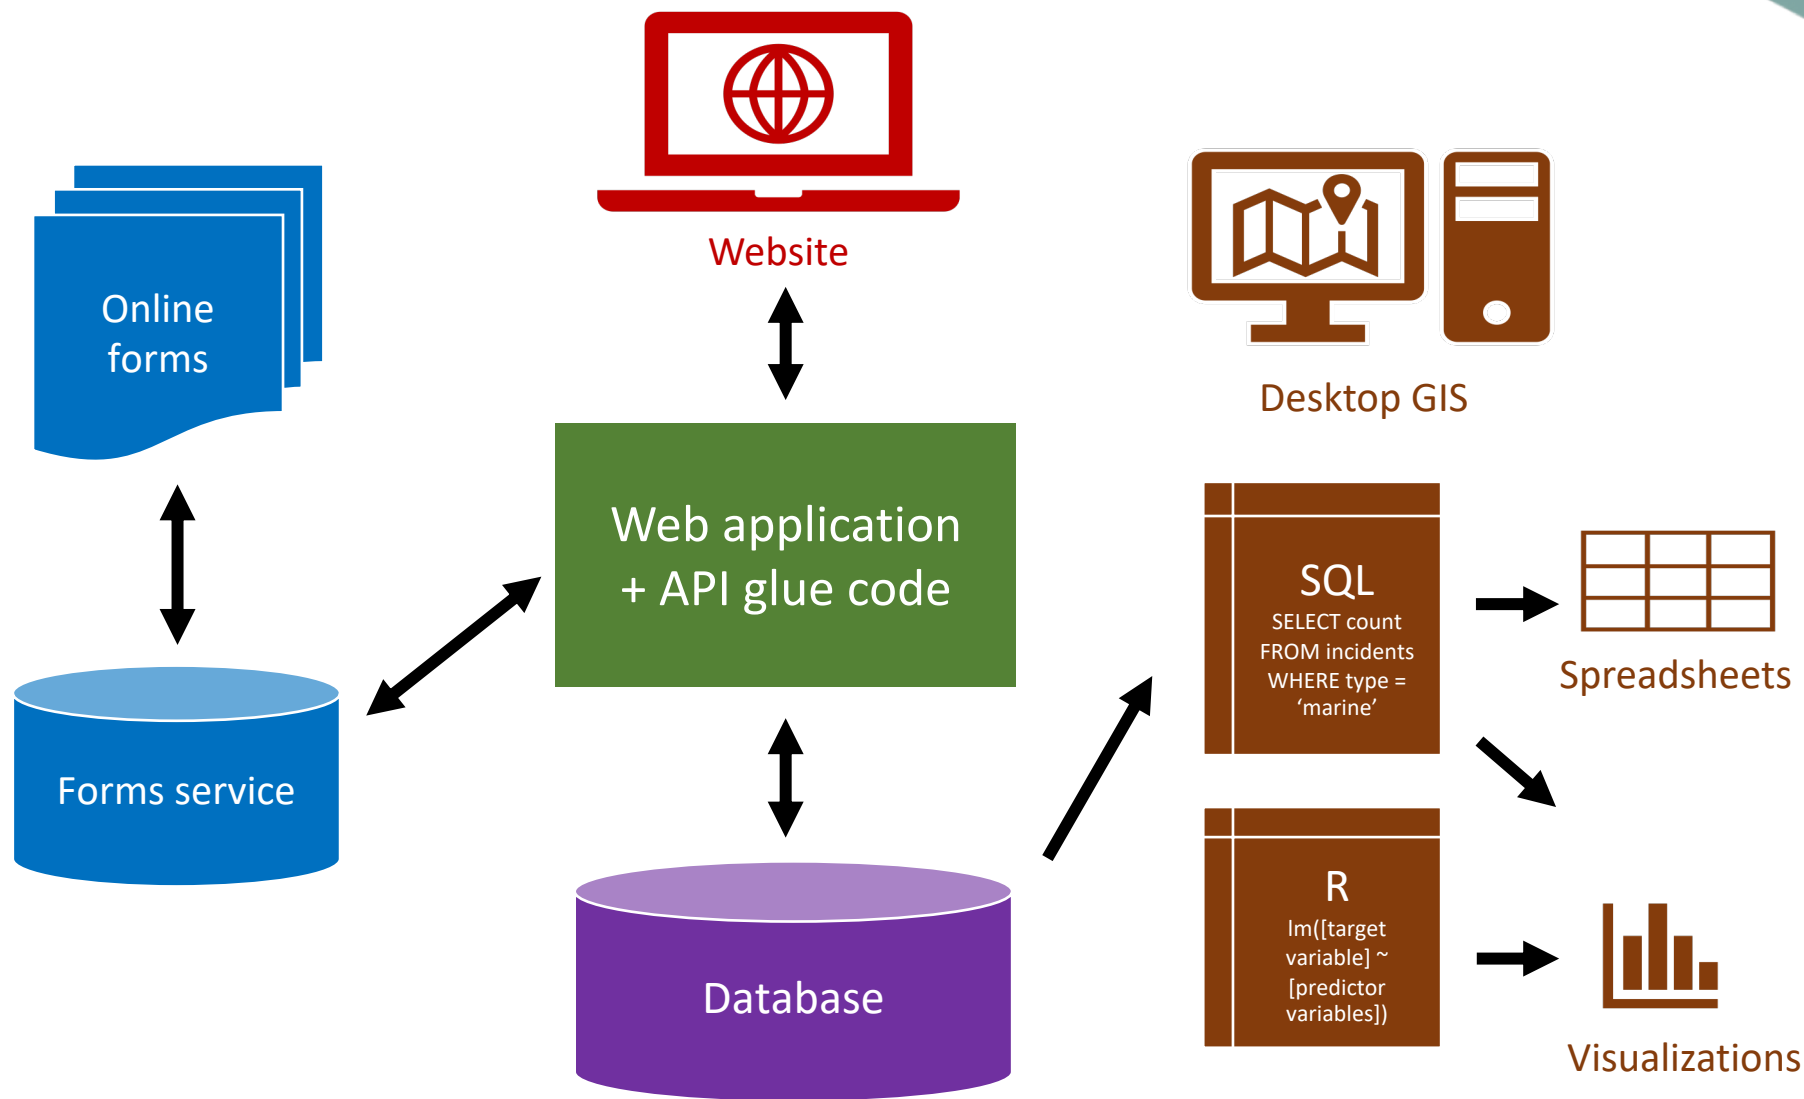 Website
Online
forms
Desktop GIS
Web application
+ API glue code
SQL
SELECT count
FROM incidents
WHERE type =
‘marine’
Spreadsheets
Forms service
R
lm([target
variable] ~
[predictor
variables])
Database
Visualizations